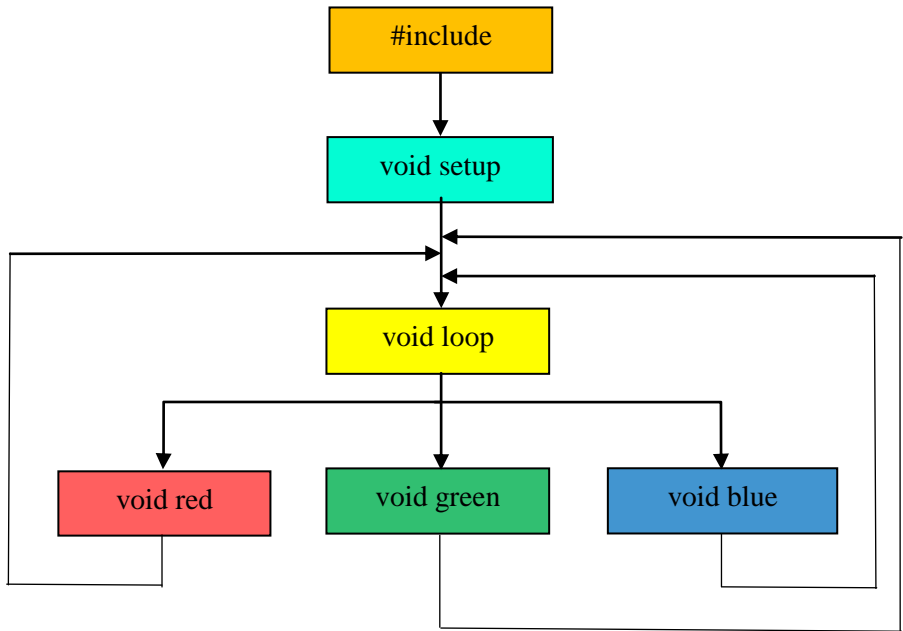 #include
void setup
void loop
void red
void green
void blue